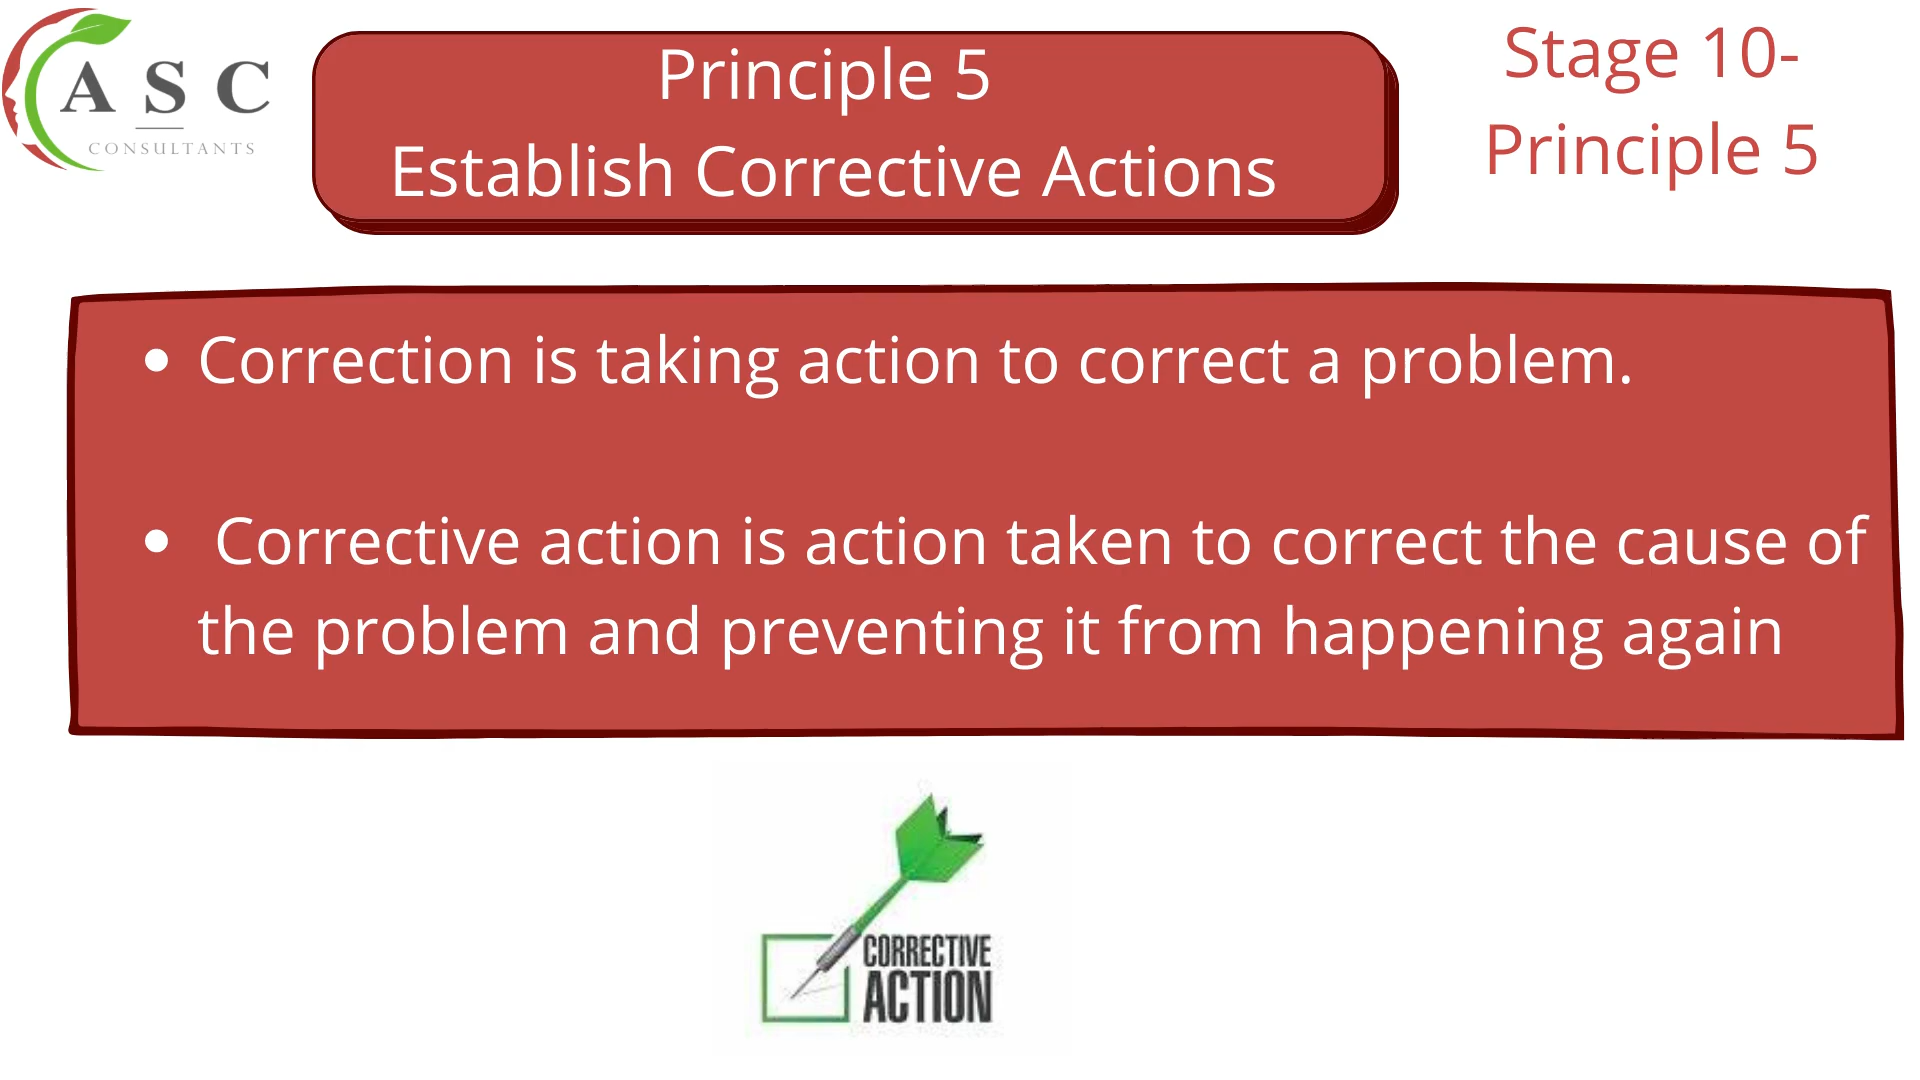 A S C
CONSULTANTS
Principle 5
Establish Corrective Actions
Stage 10-
Principle 5
• Correction is taking action to correct a problem.
• Corrective action is action taken to correct the cause of
the problem and preventing it from happening again
CORRECTIVE
ACTION